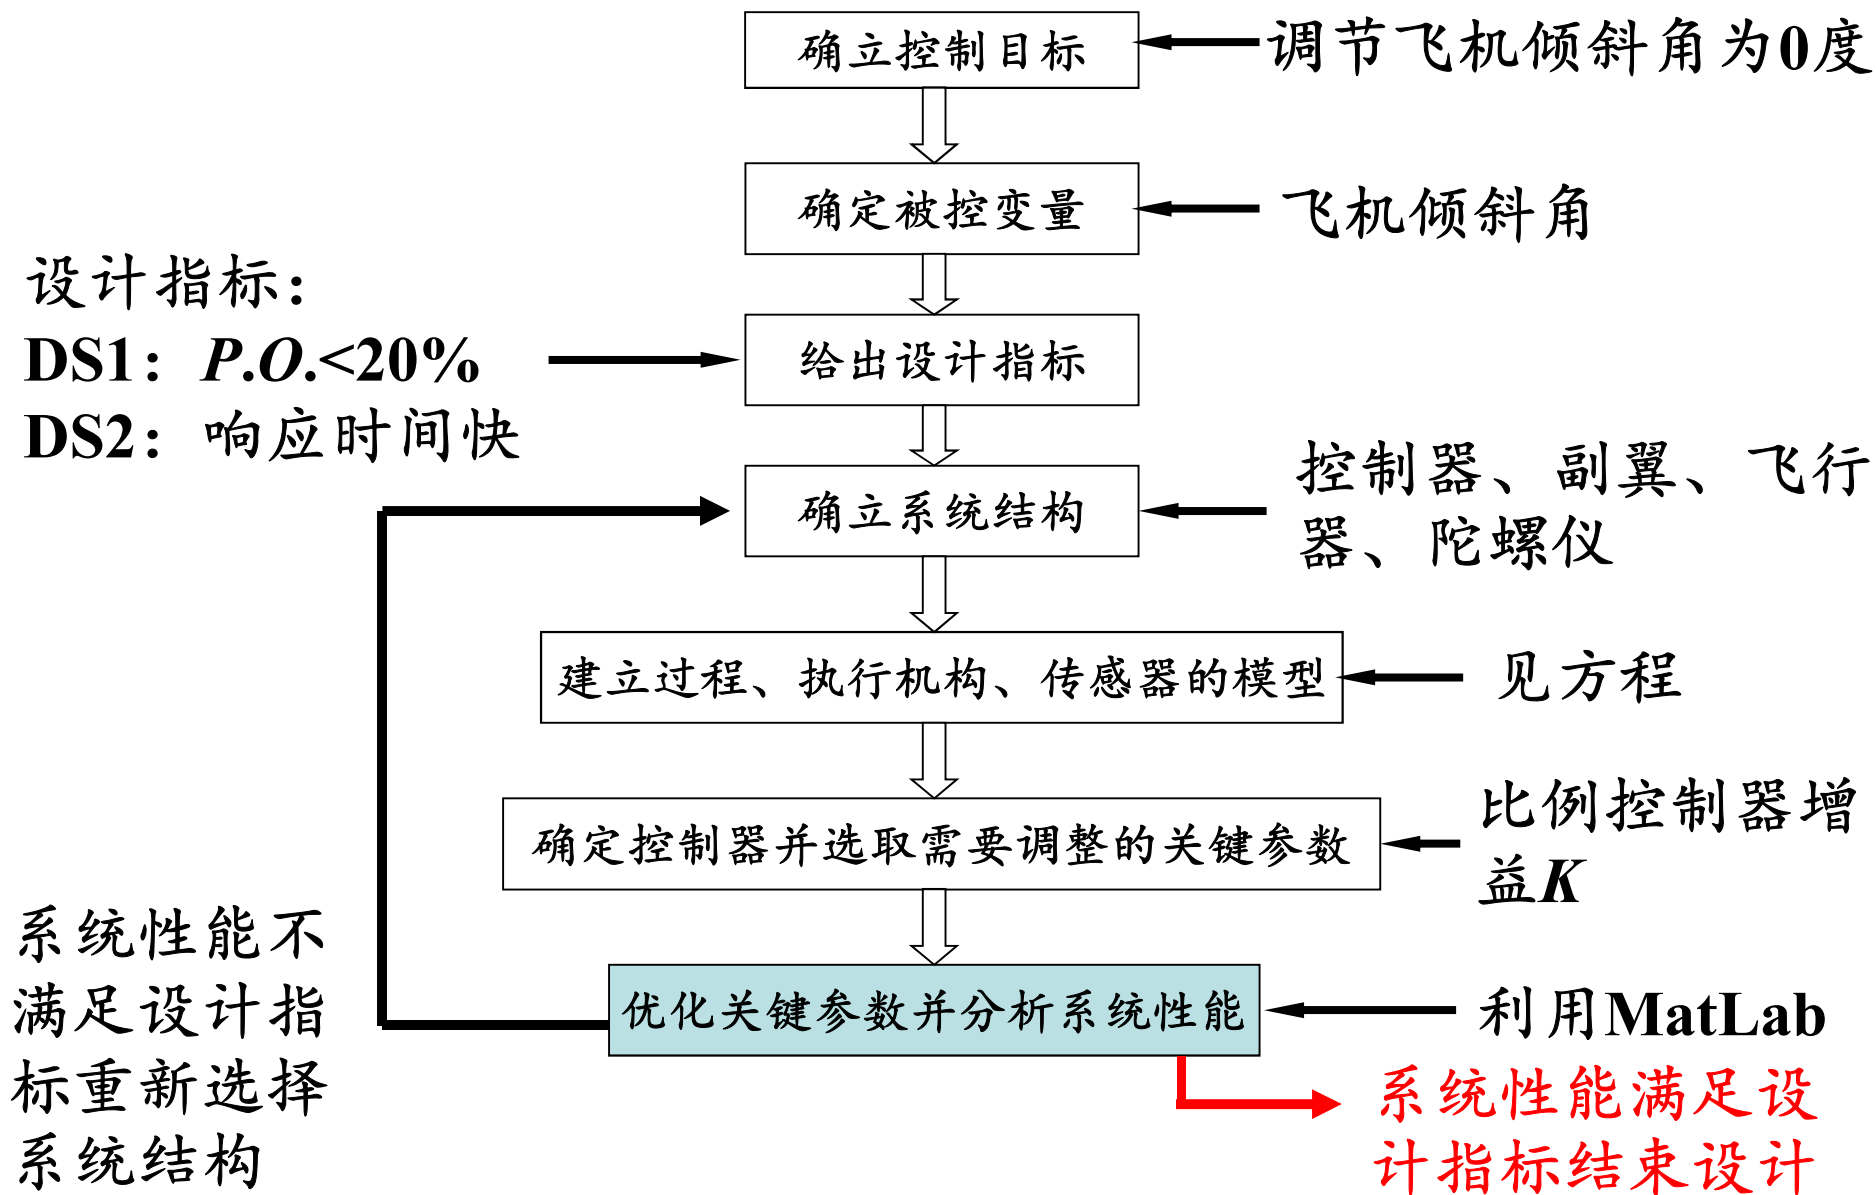 确立控制目标
调节飞机倾斜角为0度
确定被控变量
飞机倾斜角
设计指标:
DS1: P.O.<20%
DS2: 响应时间快
给出设计指标
确立系统结构
控制器、副翼、飞行
器、陀螺仪
建立过程、执行机构、传感器的模型
见方程
确定控制器并选取需要调整的关键参数
比例控制器增
益K
系统性能不
满足设计指
标重新选择
系统结构
优化关键参数并分析系统性能
利用MatLab
系统性能满足设
计指标结束设计